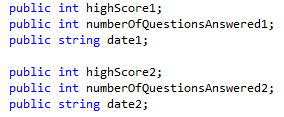 public int highScore1;
public int numberOfQuestionsAnswered1;
public string date1;
public int highScore2;
public int numberOfQuestionsAnswered2;
public string date2;